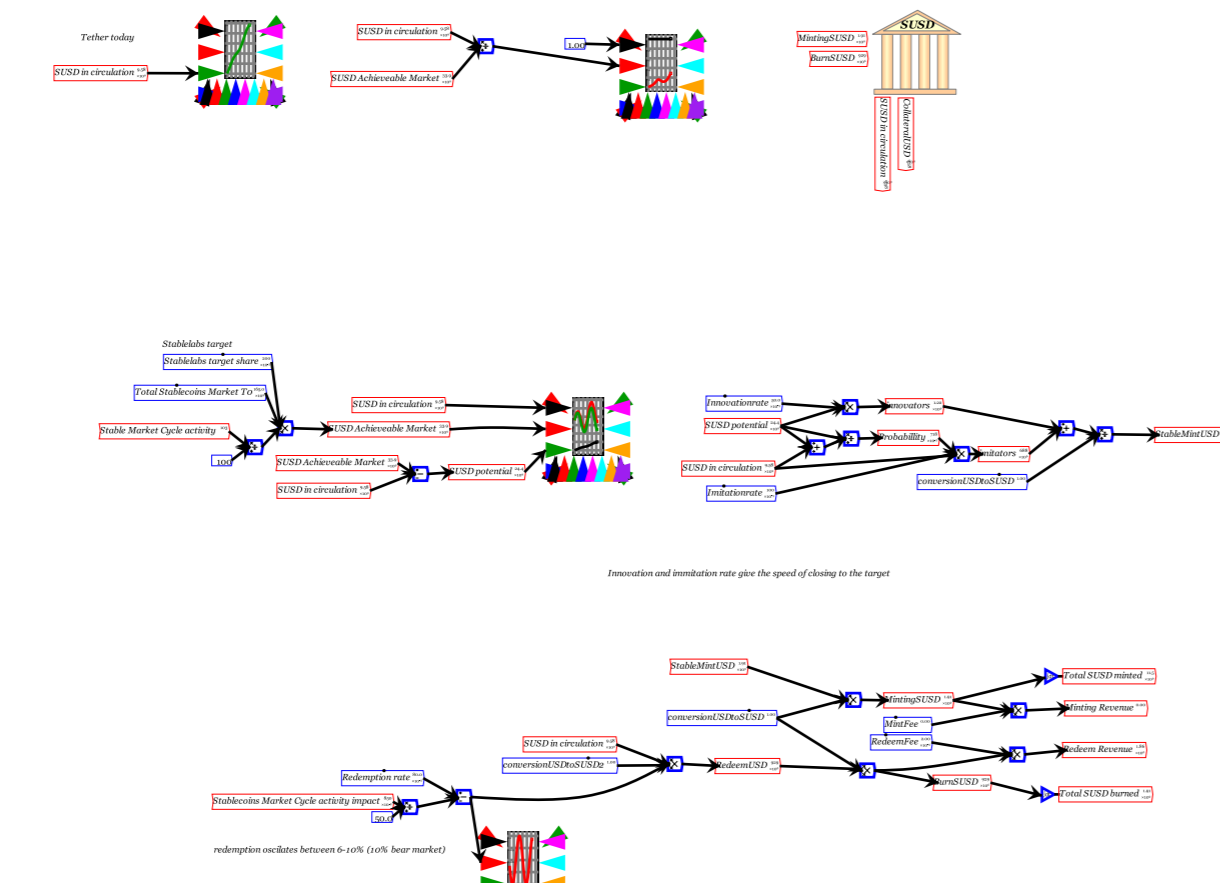 Tether today
SUSD in circulation
SUSD in circulation
SUSD Achieveable Market
1.00
SUSD
MintingSUSD
BurnSUSD
SUSD in circulation
CollateralUSD
Stablelabs target
Stablelabs target share
Total Stablecoins Market To
Stable Market Cycle activity
100
SUSD in circulation
SUSD Achieveable Market
SUSD Achieveable Market
SUSD in circulation
SUSD potential
Innovationrate
SUSD potential
SUSD in circulation
Imitationrate
Innovators
Probabillity
Imitators
conversionUSDtoSUSD
StableMintUSD
Innovation and immitation rate give the speed of closing to the target
StableMintUSD
conversionUSDtoSUSD
SUSD in circulation
conversionUSDtoSUSD2
Redemption rate
Stablecoins Market Cycle activity impact
50.0
RedeemUSD
MintingSUSD
MintFee
RedeemFee
BurnSUSD
Total SUSD minted
Minting Revenue
Redeem Revenue
Total SUSD burned
redemption oscilates between 6-10% (10% bear market)